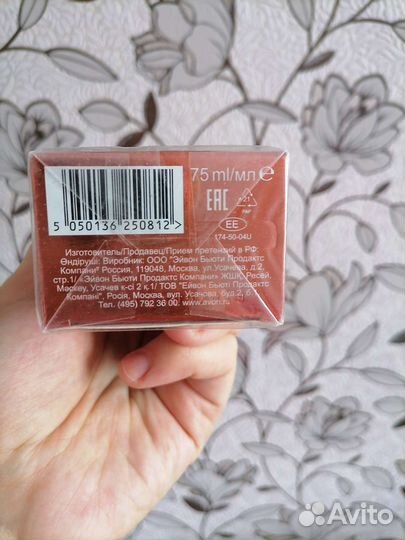 75 ml/мл ℮
5 050136 250812
EAC
21
PAP
EE
174-50-04U
Изготовитель/Продавец/Прием претензий в РФ:
Өндіруші: Виробник: ООО "Эйвон Бьюти Продактс
Компани" Россия, 119048, Москва, ул.Усачева, д.2,
стр.1/ «Эйвон Бьюти Продактс Компани» ЖШҚ, Ресей,
Мәскеу, Усачев к-сі 2 қ.1/ ТОВ "Ейвон Бьюті Продактс
Компані", Росія, Москва, вул. Усачова, буд.2, б
Тел. (495) 792 36 00: www.avon.
Avito